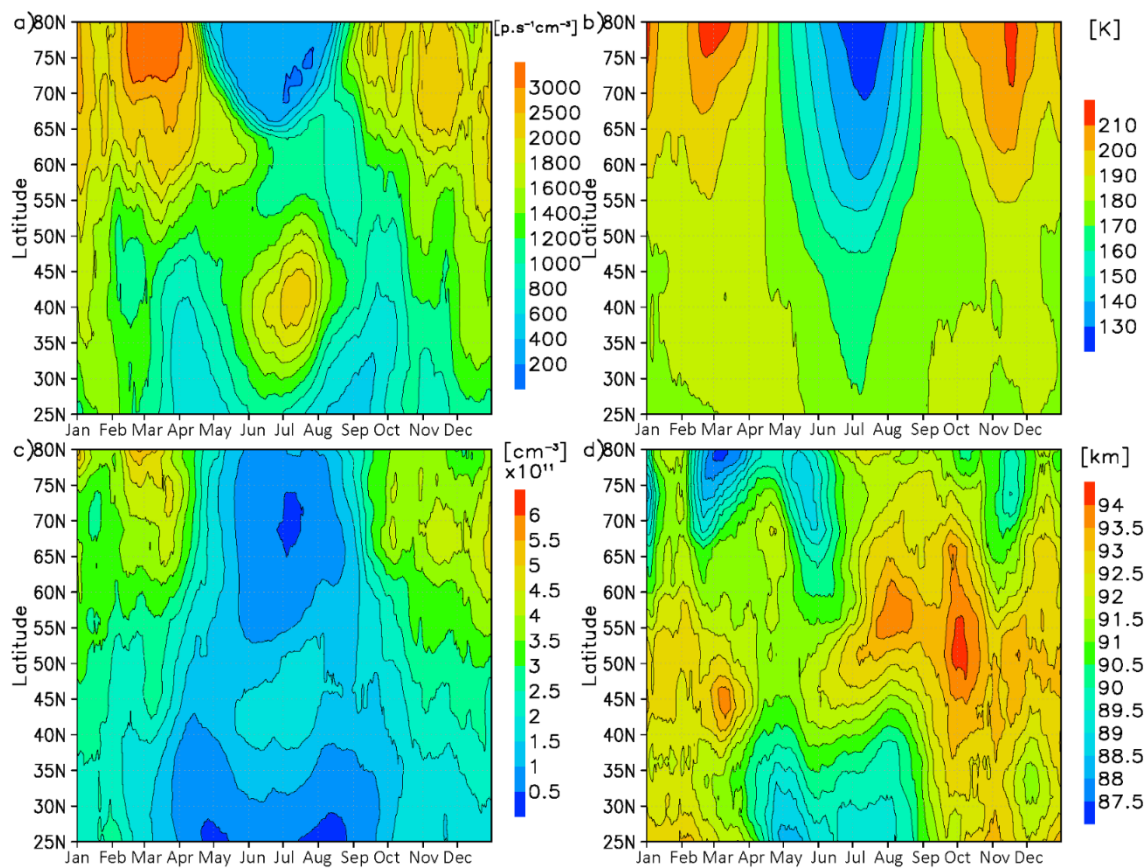 a)
[p.s⁻¹cm⁻³]
80N
75N
70N
65N
60N
55N
50N
45N
40N
35N
30N
25N
Latitude
Jan Feb Mar Apr May Jun Jul Aug Sep Oct Nov Dec
3000
2500
2000
1800
1600
1400
1200
1000
800
600
400
200
b)
[K]
80N
75N
70N
65N
60N
55N
50N
45N
40N
35N
30N
25N
Latitude
Jan Feb Mar Apr May Jun Jul Aug Sep Oct Nov Dec
210
200
190
180
170
160
150
140
130
c)
[cm⁻³]
x10¹¹
80N
75N
70N
65N
60N
55N
50N
45N
40N
35N
30N
25N
Latitude
Jan Feb Mar Apr May Jun Jul Aug Sep Oct Nov Dec
6
5.5
5
4.5
4
3.5
3
2.5
2
1.5
1
0.5
d)
[km]
80N
75N
70N
65N
60N
55N
50N
45N
40N
35N
30N
25N
Latitude
Jan Feb Mar Apr May Jun Jul Aug Sep Oct Nov Dec
94
93.5
93
92.5
92
91.5
91
90.5
90
89.5
89
88.5
88
87.5